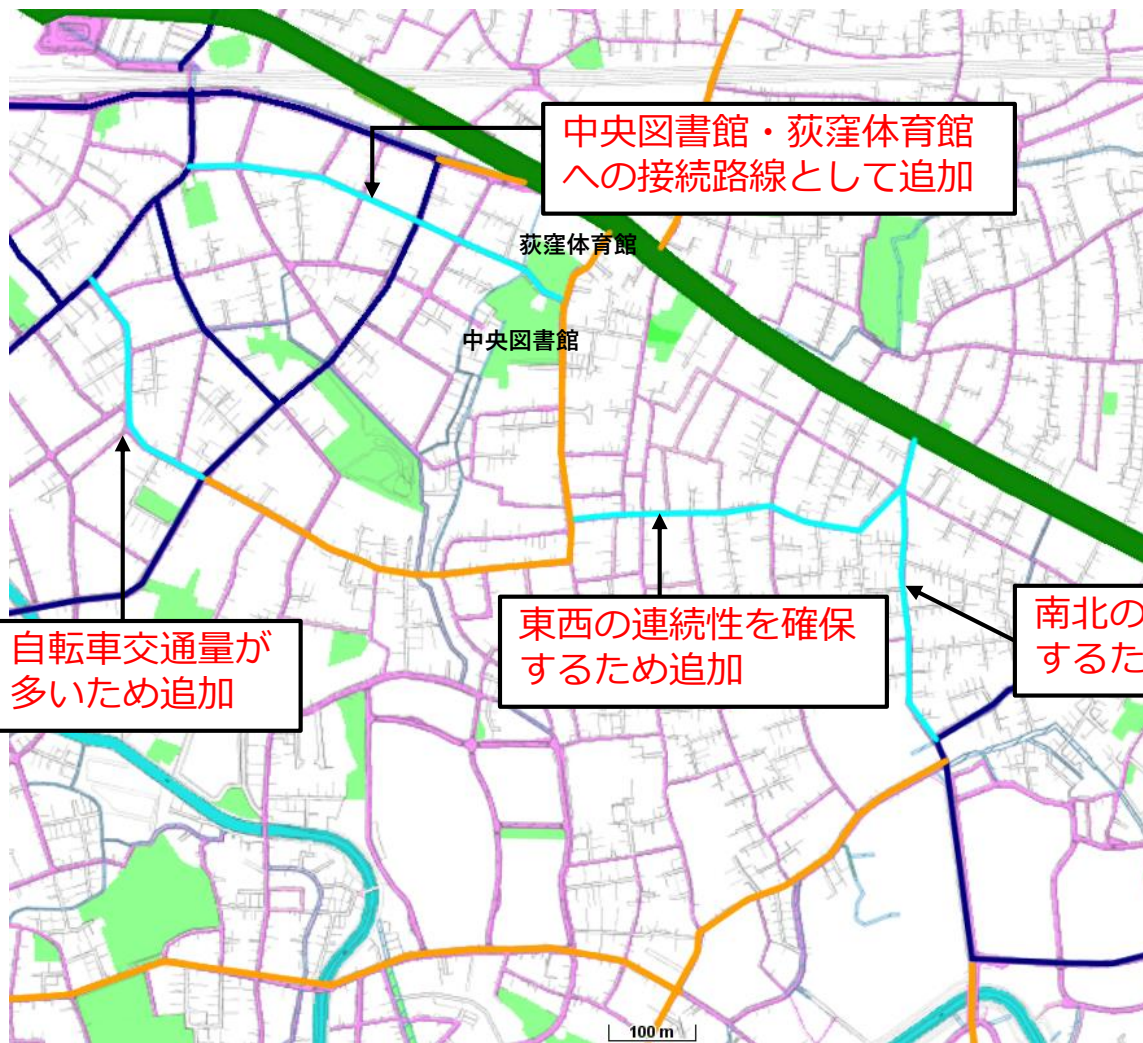 中央図書館・荻窪体育館
への接続路線として追加
荻窪体育館
中央図書館
自転車交通量が
多いため追加
東西の連続性を確保
するため追加
南北の
するた
100 m